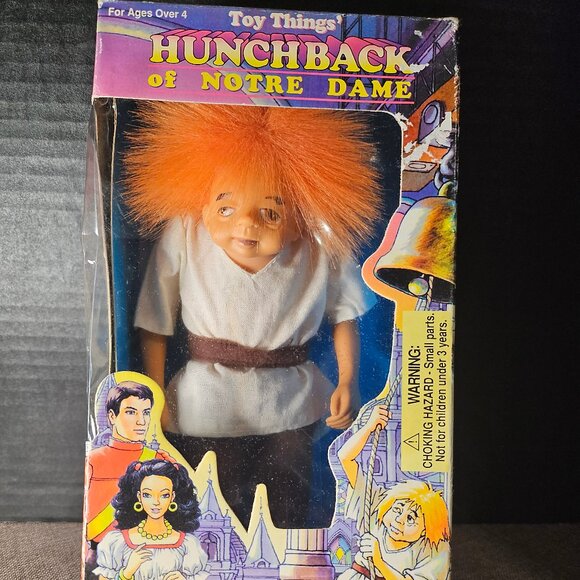 For Ages Over 4
Toy Things'
HUNCHBACK
of NOTRE DAME
WARNING:
CHOKING HAZARD - Small parts.
Not for children under 3 years.